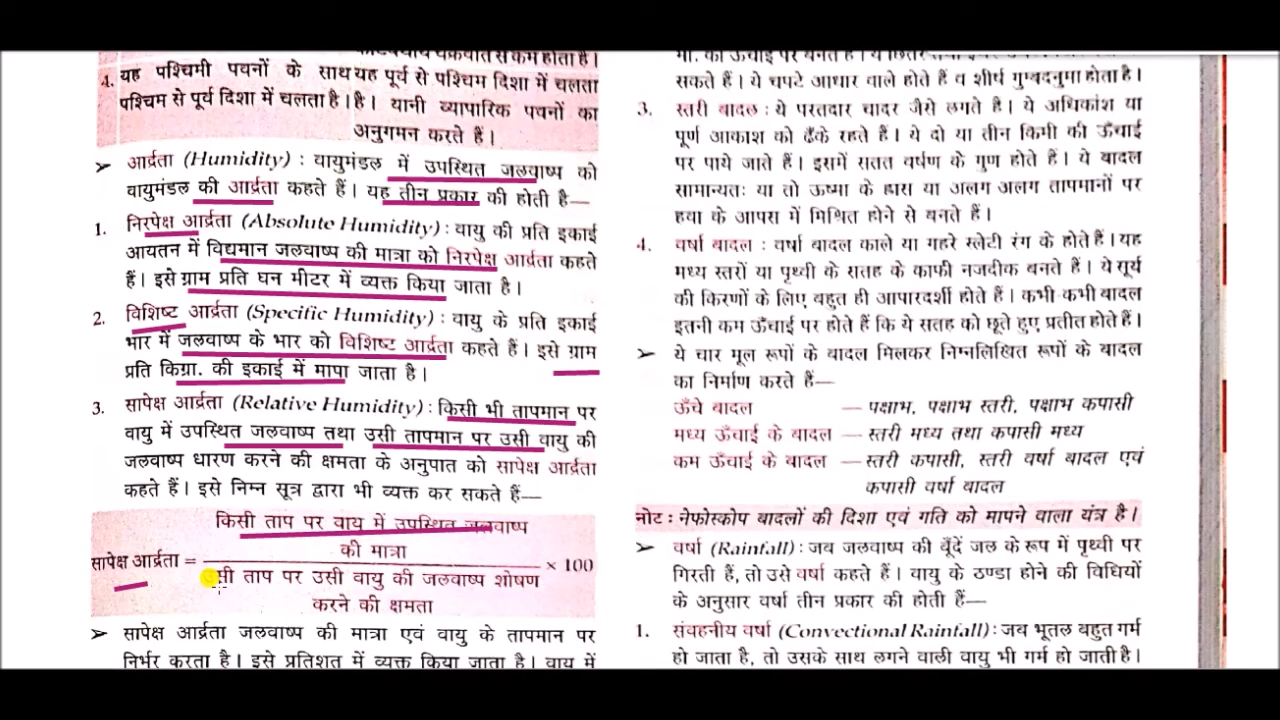 यह पश्चिमी पवनों के साथ
पश्चिम से पूर्व दिशा में चलता है।
यह पूर्व से पश्चिम दिशा में चलता
है। यानी व्यापारिक पवनों का
अनुगमन करते हैं।
➤ आर्द्रता (Humidity) : वायुमंडल में उपस्थित जलवाष्प को
वायुमंडल की आर्द्रता कहते हैं। यह तीन प्रकार की होती है—
1. निरपेक्ष आर्द्रता (Absolute Humidity) : वायु की प्रति इकाई
आयतन में विद्यमान जलवाष्प की मात्रा को निरपेक्ष आर्द्रता कहते
हैं। इसे ग्राम प्रति घन मीटर में व्यक्त किया जाता है।
2. विशिष्ट आर्द्रता (Specific Humidity) : वायु के प्रति इकाई
भार में जलवाष्प के भार को विशिष्ट आर्द्रता कहते हैं। इसे ग्राम
प्रति किग्रा. की इकाई में मापा जाता है।
3. सापेक्ष आर्द्रता (Relative Humidity) : किसी भी तापमान पर
वायु में उपस्थित जलवाष्प तथा उसी तापमान पर उसी वायु की
जलवाष्प धारण करने की क्षमता के अनुपात को सापेक्ष आर्द्रता
कहते हैं। इसे निम्न सूत्र द्वारा भी व्यक्त कर सकते हैं—
किसी ताप पर वायु में उपस्थित जलवाष्प
की मात्रा
सापेक्ष आर्द्रता = × 100
ताप पर उसी वायु की जलवाष्प शोषण
करने की क्षमता
➤ सापेक्ष आर्द्रता जलवाष्प की मात्रा एवं वायु के तापमान पर
निर्भर करता है। इसे प्रतिशत में व्यक्त किया जाता है। वायु में
सकते हैं। ये चपटे आधार वाले होते हैं व शीर्ष गुम्बदनुमा होता है।
3. स्तरी बादल : ये परतदार चादर जैसे लगते है। ये अधिकांश या
पूर्ण आकाश को ढँके रहते हैं। ये दो या तीन किमी की ऊँचाई
पर पाये जाते हैं। इसमें सतत वर्षण के गुण होते हैं। ये बादल
सामान्यतः या तो ऊष्मा के ह्रास या अलग अलग तापमानों पर
हवा के आपस में मिश्रित होने से बनते हैं।
4. वर्षा बादल : वर्षा बादल काले या गहरे स्लेटी रंग के होते हैं। यह
मध्य स्तरों या पृथ्वी के सतह के काफी नजदीक बनते हैं। ये सूर्य
की किरणों के लिए बहुत ही आपारदर्शी होते हैं। कभी-कभी बादल
इतनी कम ऊँचाई पर होते हैं कि ये सतह को छूते हुए प्रतीत होते हैं।
➤ ये चार मूल रूपों के बादल मिलकर निम्नलिखित रूपों के बादल
का निर्माण करते हैं—
ऊँचे बादल — पक्षाभ, पक्षाभ स्तरी, पक्षाभ कपासी
मध्य ऊँचाई के बादल — स्तरी मध्य तथा कपासी मध्य
कम ऊँचाई के बादल — स्तरी कपासी, स्तरी वर्षा बादल एवं
कपासी वर्षा बादल
नोट : नेफोस्कोप बादलों की दिशा एवं गति को मापने वाला यंत्र है।
➤ वर्षा (Rainfall) : जब जलवाष्प की बूँदें जल के रूप में पृथ्वी पर
गिरती हैं, तो उसे वर्षा कहते हैं। वायु के ठण्डा होने की विधियों
के अनुसार वर्षा तीन प्रकार की होती हैं—
1. संवहनीय वर्षा (Convectional Rainfall) : जब भूतल बहुत गर्म
हो जाता है, तो उसके साथ लगने वाली वायु भी गर्म हो जाती है।